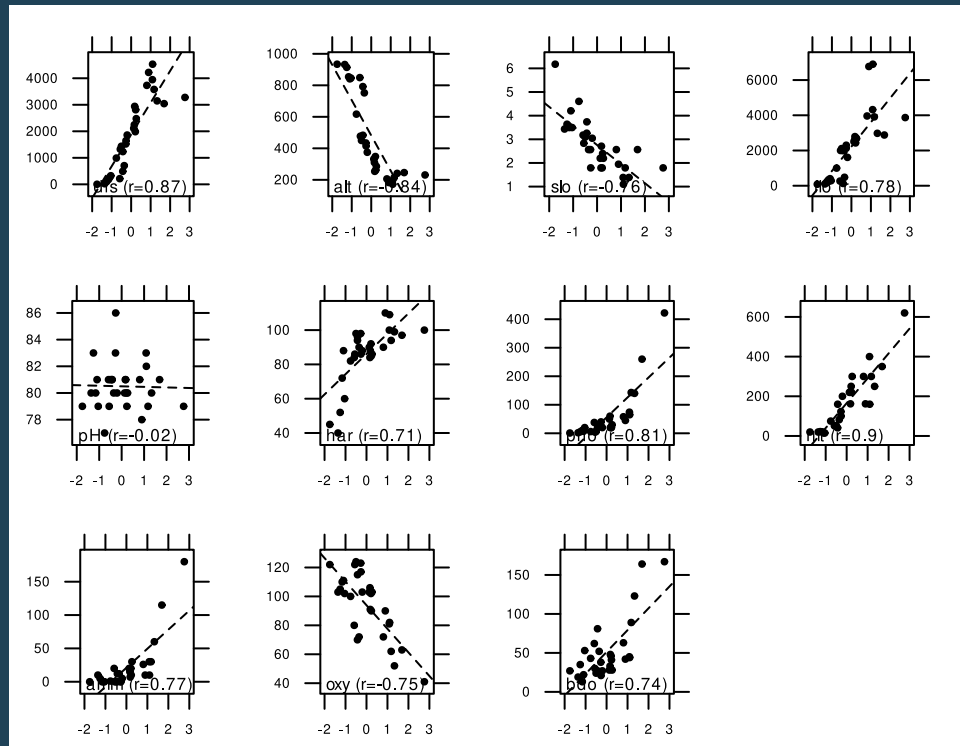 4000
3000
2000
1000
0
(r=0.87)
-2 -1 0 1 2 3
1000
800
600
400
200
alt (r=-0.84)
-2 -1 0 1 2 3
6
5
4
3
2
1
slo (r=-0.76)
-2 -1 0 1 2 3
6000
4000
2000
0
(r=0.78)
-2 -1 0 1 2 3
86
84
82
80
78
pH (r=-0.02)
-2 -1 0 1 2 3
100
80
60
40
har (r=0.71)
-2 -1 0 1 2 3
400
300
200
100
0
pho (r=0.81)
-2 -1 0 1 2 3
600
400
200
0
nit (r=0.9)
-2 -1 0 1 2 3
150
100
50
0
amm (r=0.77)
-2 -1 0 1 2 3
120
100
80
60
40
oxy (r=-0.75)
-2 -1 0 1 2 3
150
100
50
0
bdo (r=0.74)
-2 -1 0 1 2 3